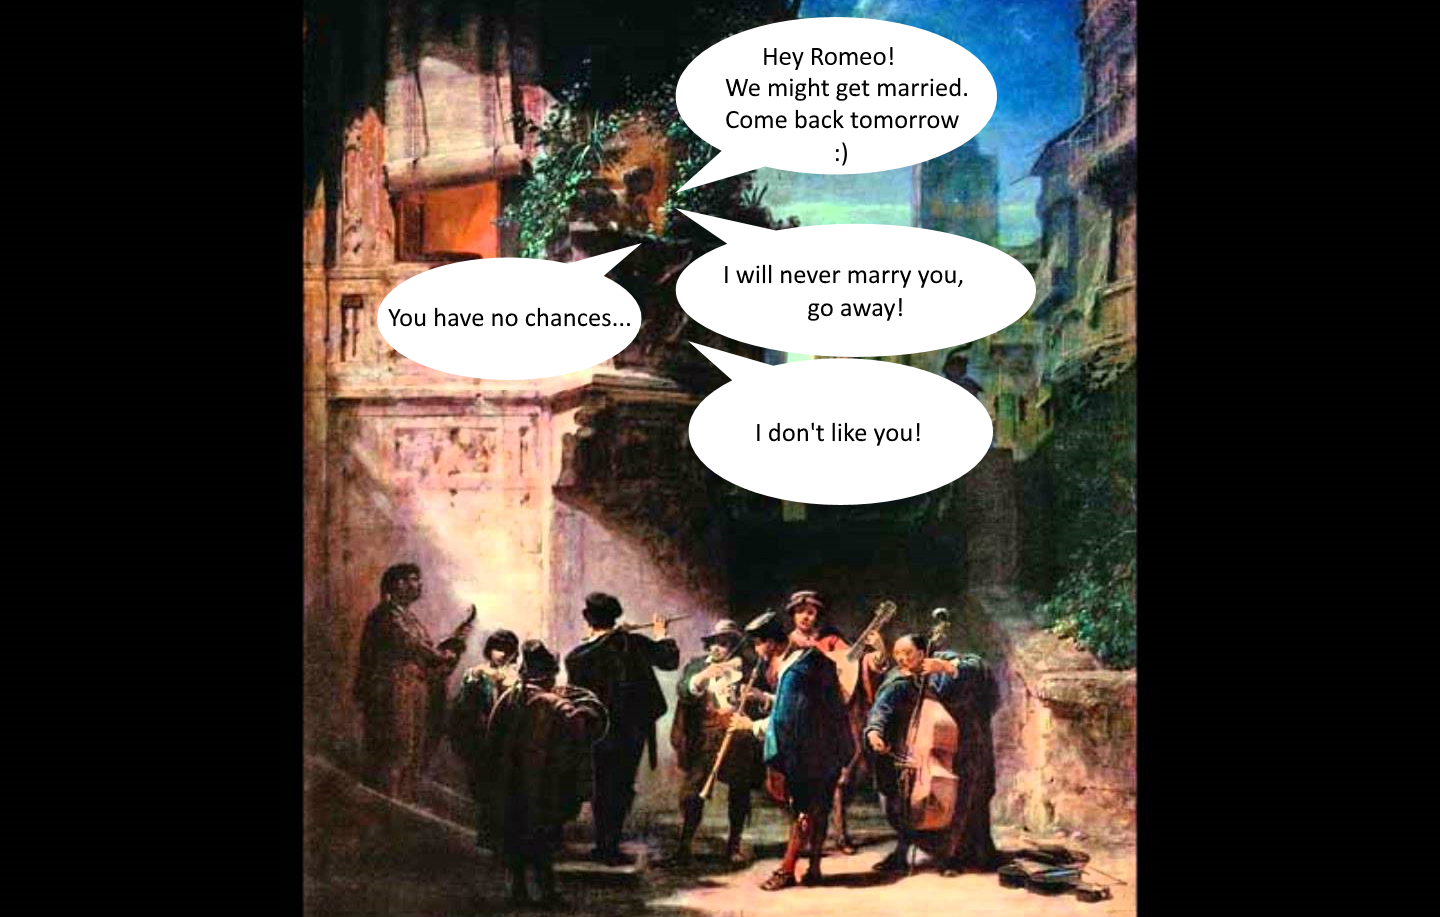 Hey Romeo!
We might get married.
Come back tomorrow
:)
I will never marry you,
go away!
You have no chances...
I don't like you!